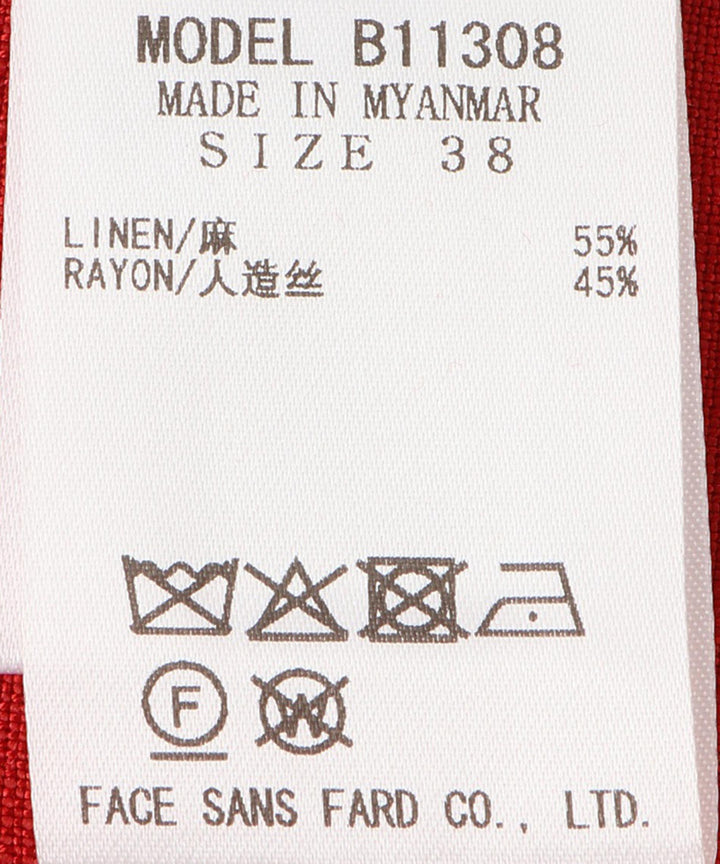 MODEL B11308
MADE IN MYANMAR
SIZE 38
LINEN/麻 55%
RAYON/人造丝 45%
F W
FACE SANS FARD CO., LTD.